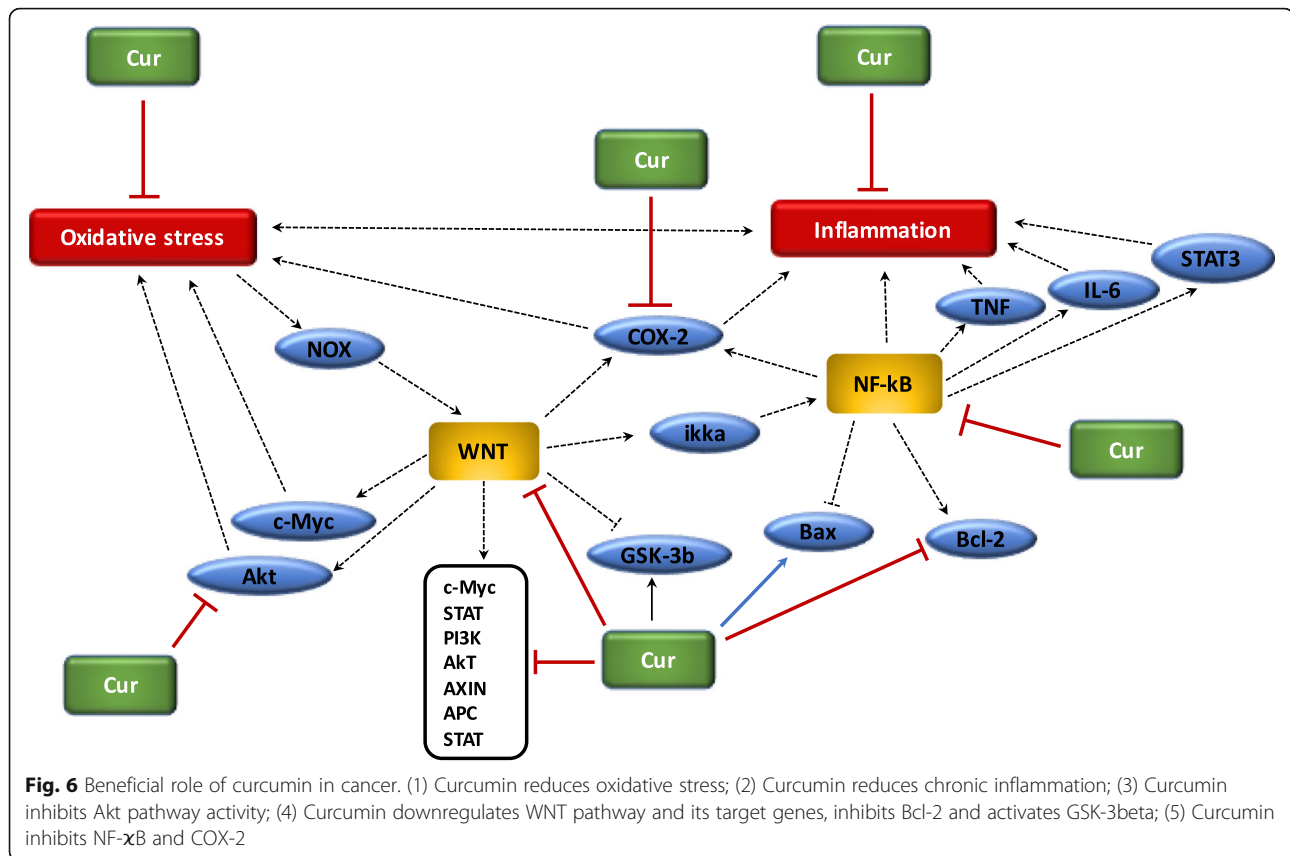 Cur
Cur
Cur
Oxidative stress
Inflammation
STAT3
IL-6
TNF
COX-2
NOX
NF-kB
ikka
WNT
Cur
c-Myc
Bax
Bcl-2
GSK-3b
Akt
c-Myc
STAT
PI3K
AkT
AXIN
APC
STAT
Cur
Cur
Fig. 6 Beneficial role of curcumin in cancer. (1) Curcumin reduces oxidative stress; (2) Curcumin reduces chronic inflammation; (3) Curcumin
inhibits Akt pathway activity; (4) Curcumin downregulates WNT pathway and its target genes, inhibits Bcl-2 and activates GSK-3beta; (5) Curcumin
inhibits NF-ϰB and COX-2